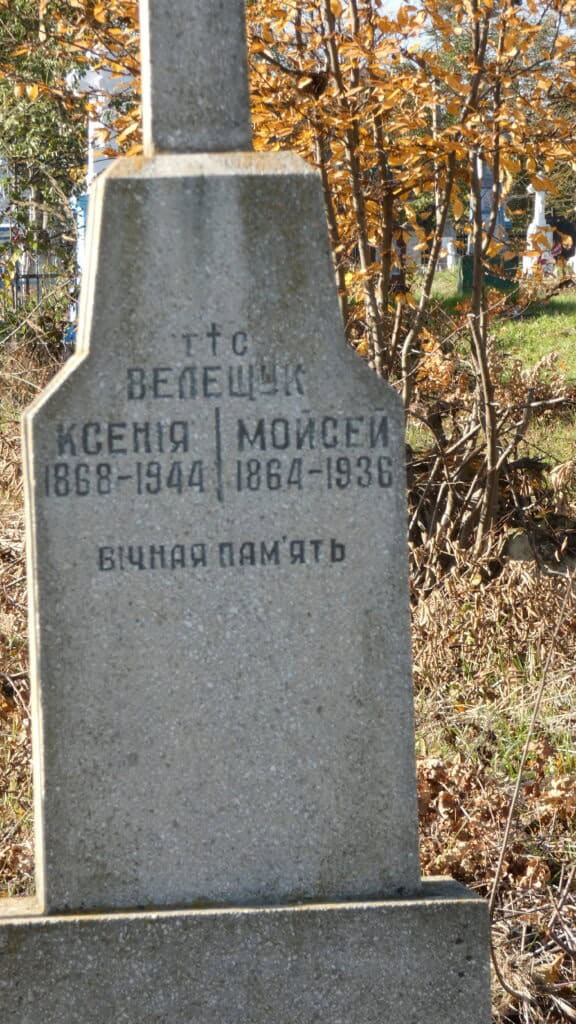 Т†С
ВЕЛЕЩУК
КСЕНІЯ МОЙСЕЙ
1868-1944 1864-1936
ВІЧНАЯ ПАМ'ЯТЬ